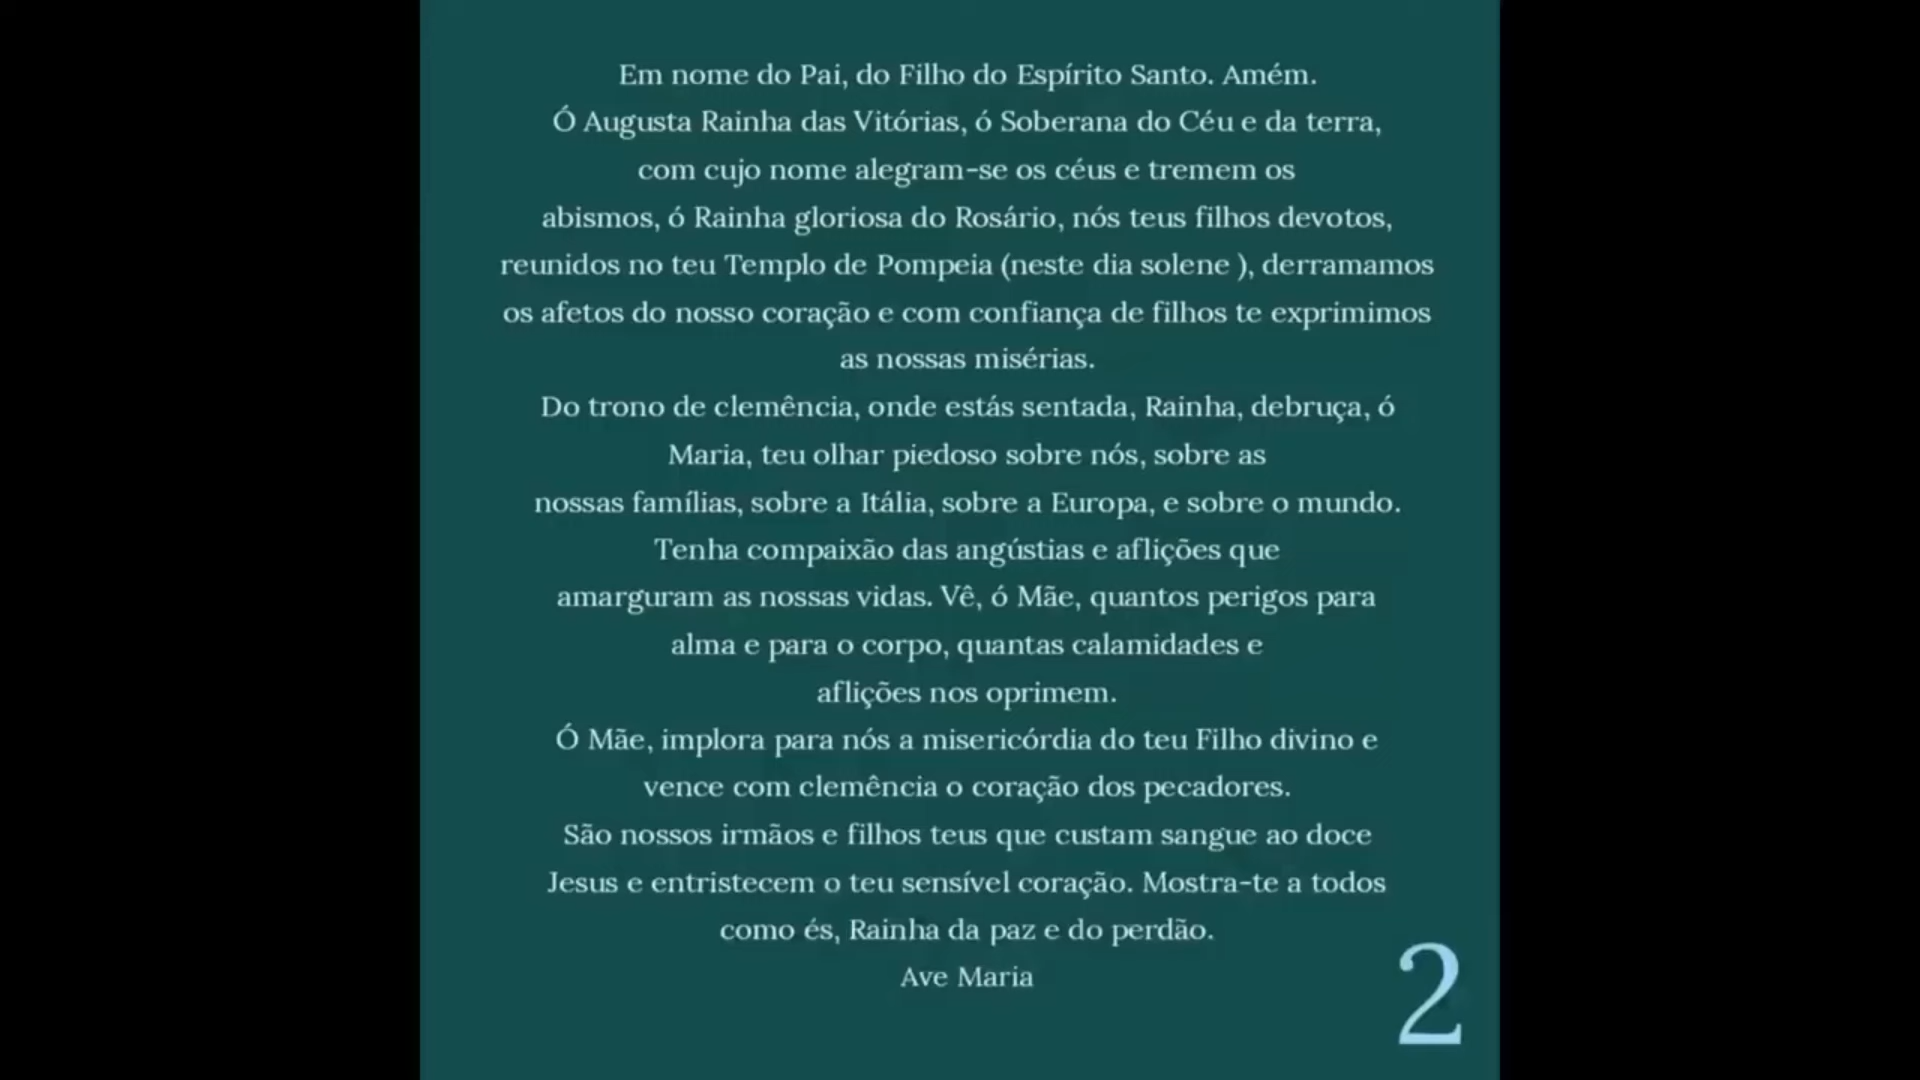 Em nome do Pai, do Filho do Espírito Santo. Amém.
Ó Augusta Rainha das Vitórias, ó Soberana do Céu e da terra,
com cujo nome alegram-se os céus e tremem os
abismos, ó Rainha gloriosa do Rosário, nós teus filhos devotos,
reunidos no teu Templo de Pompeia (neste dia solene ), derramamos
os afetos do nosso coração e com confiança de filhos te exprimimos
as nossas misérias.
Do trono de clemência, onde estás sentada, Rainha, debruça, ó
Maria, teu olhar piedoso sobre nós, sobre as
nossas famílias, sobre a Itália, sobre a Europa, e sobre o mundo.
Tenha compaixão das angústias e aflições que
amarguram as nossas vidas. Vê, ó Mãe, quantos perigos para
alma e para o corpo, quantas calamidades e
aflições nos oprimem.
Ó Mãe, implora para nós a misericórdia do teu Filho divino e
vence com clemência o coração dos pecadores.
São nossos irmãos e filhos teus que custam sangue ao doce
Jesus e entristecem o teu sensível coração. Mostra-te a todos
como és, Rainha da paz e do perdão.
Ave Maria
2